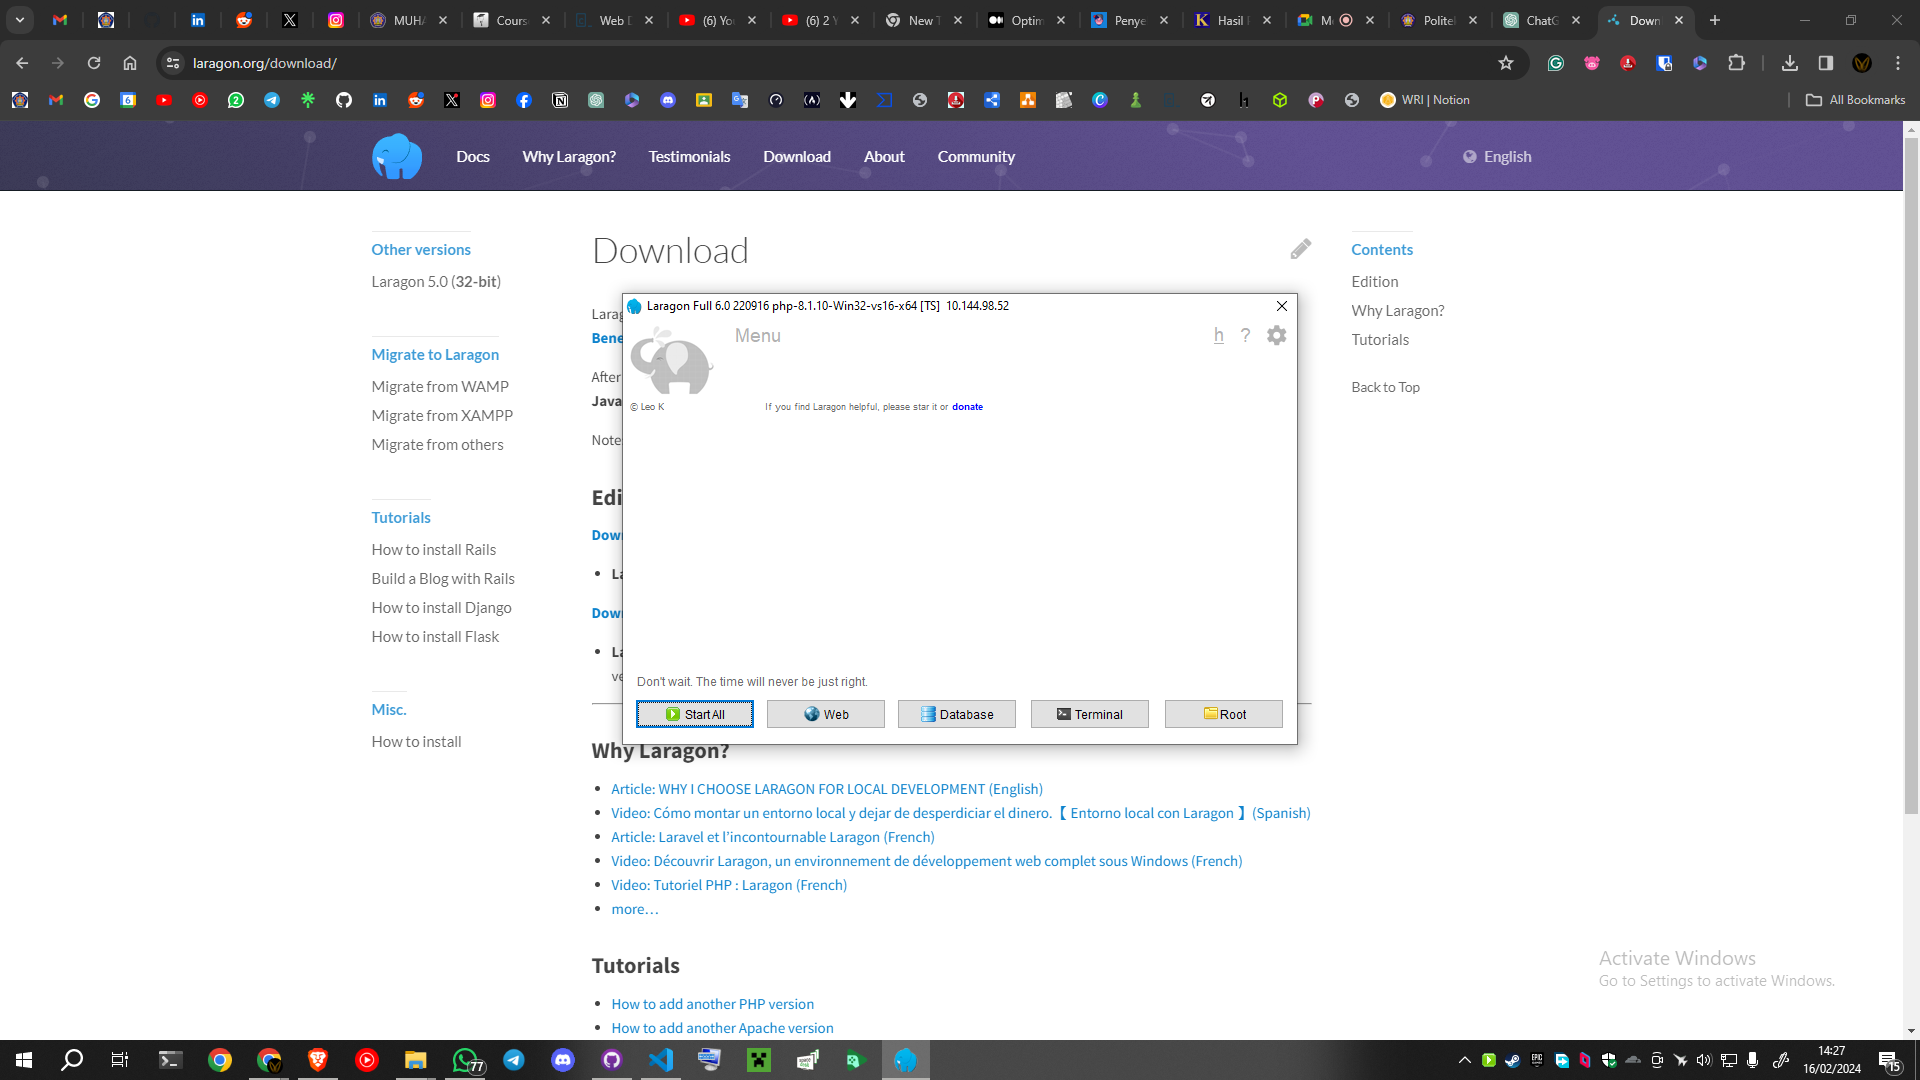 MUHA
Cours
Web D
(6) You
(6) 2 Y
New T
Optim
Penye
Hasil
Me
Polite
ChatG
Down
laragon.org/download/
WRI | Notion
All Bookmarks
Docs
Why Laragon?
Testimonials
Download
About
Community
English
Other versions
Laragon 5.0 (32-bit)
Migrate to Laragon
Migrate from WAMP
Migrate from XAMPP
Migrate from others
Tutorials
How to install Rails
Build a Blog with Rails
How to install Django
How to install Flask
Misc.
How to install
Download
Larag
Bene
After
Java
Note
Edi
Down
La
Down
La
ve
Laragon Full 6.0 220916 php-8.1.10-Win32-vs16-x64 [TS] 10.144.98.52
Menu
h ?
© Leo K
If you find Laragon helpful, please star it or donate
Don't wait. The time will never be just right.
Start All
Web
Database
Terminal
Root
Why Laragon?
Article: WHY I CHOOSE LARAGON FOR LOCAL DEVELOPMENT (English)
Video: Cómo montar un entorno local y dejar de desperdiciar el dinero.【 Entorno local con Laragon 】(Spanish)
Article: Laravel et l’incontournable Laragon (French)
Video: Découvrir Laragon, un environnement de développement web complet sous Windows (French)
Video: Tutoriel PHP : Laragon (French)
more…
Tutorials
How to add another PHP version
How to add another Apache version
Contents
Edition
Why Laragon?
Tutorials
Back to Top
Activate Windows
Go to Settings to activate Windows.
77
14:27
16/02/2024
15